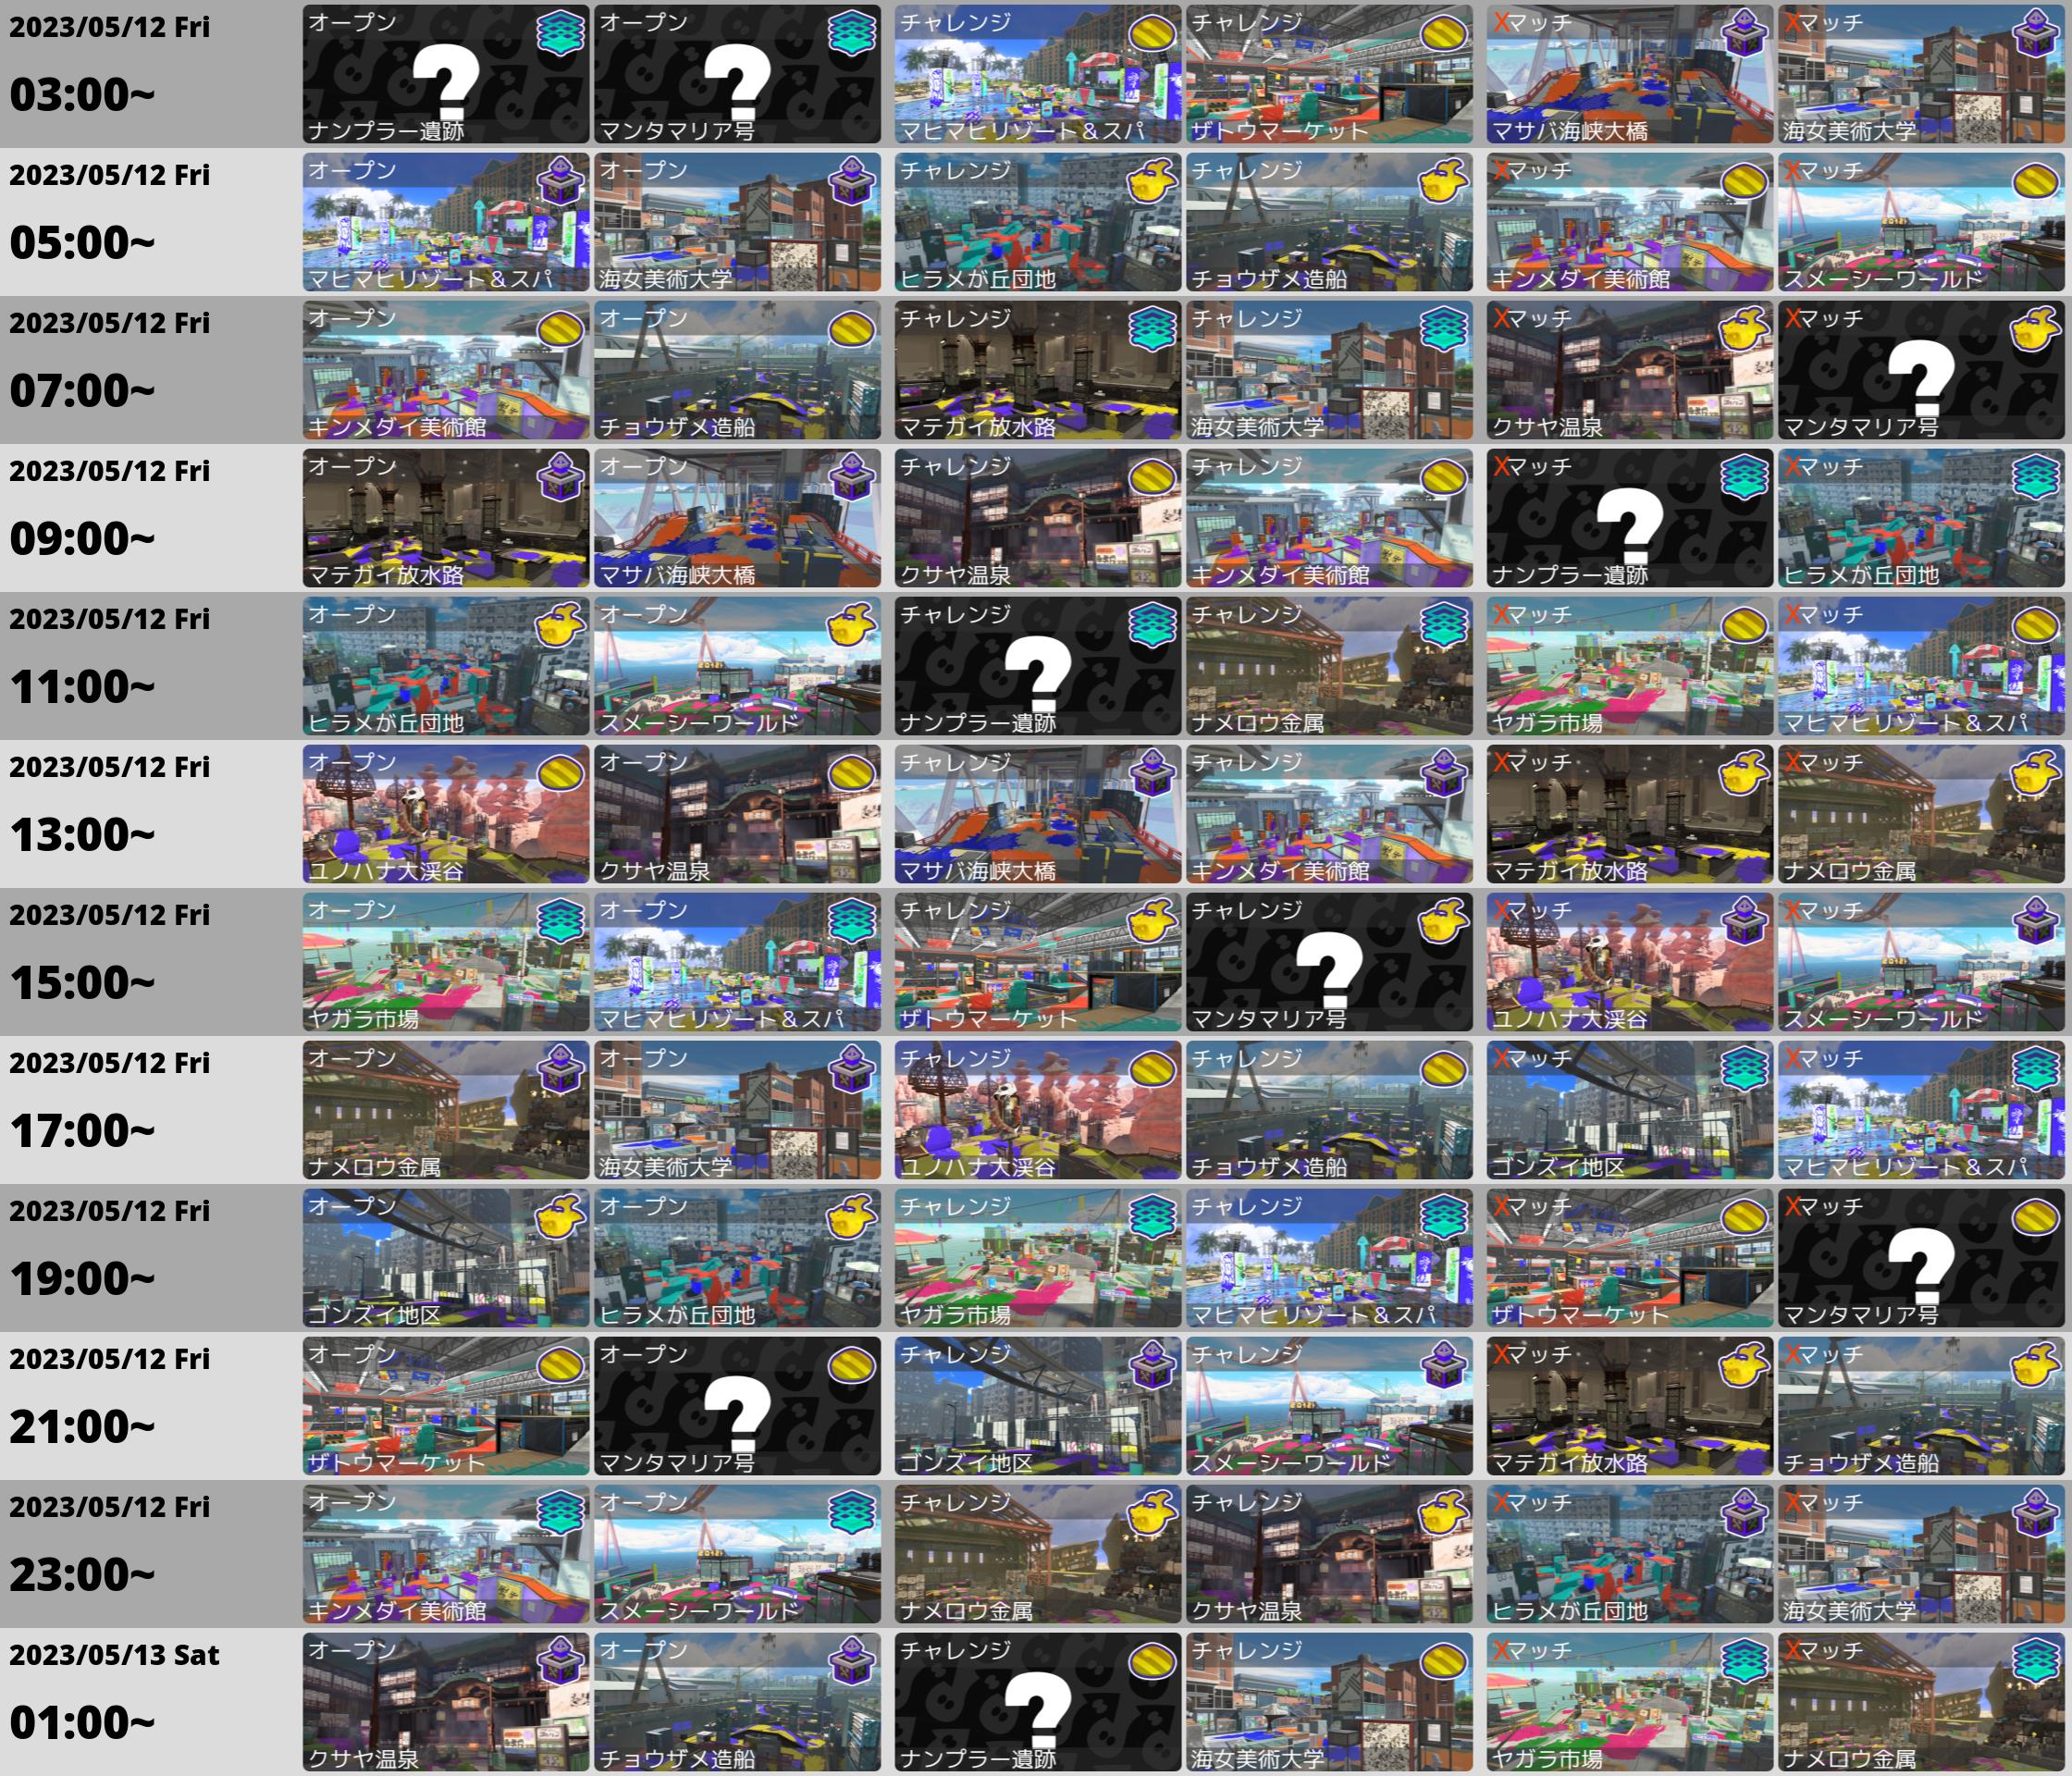 2023/05/12 Fri
03:00~
オープン
ナンプラー遺跡
オープン
マンタマリア号
チャレンジ
マヒマヒリゾート＆スパ
チャレンジ
ザトウマーケット
Xマッチ
マサバ海峡大橋
Xマッチ
海女美術大学
2023/05/12 Fri
05:00~
オープン
マヒマヒリゾート＆スパ
オープン
海女美術大学
チャレンジ
ヒラメが丘団地
チャレンジ
チョウザメ造船
Xマッチ
キンメダイ美術館
Xマッチ
スメーシーワールド
2023/05/12 Fri
07:00~
オープン
キンメダイ美術館
オープン
チョウザメ造船
チャレンジ
マテガイ放水路
チャレンジ
海女美術大学
Xマッチ
クサヤ温泉
Xマッチ
マンタマリア号
2023/05/12 Fri
09:00~
オープン
マテガイ放水路
オープン
マサバ海峡大橋
チャレンジ
クサヤ温泉
チャレンジ
キンメダイ美術館
Xマッチ
ナンプラー遺跡
Xマッチ
ヒラメが丘団地
2023/05/12 Fri
11:00~
オープン
ヒラメが丘団地
オープン
スメーシーワールド
チャレンジ
ナンプラー遺跡
チャレンジ
ナメロウ金属
Xマッチ
ヤガラ市場
Xマッチ
マヒマヒリゾート＆スパ
2023/05/12 Fri
13:00~
オープン
ユノハナ大渓谷
オープン
クサヤ温泉
チャレンジ
マサバ海峡大橋
チャレンジ
キンメダイ美術館
Xマッチ
マテガイ放水路
Xマッチ
ナメロウ金属
2023/05/12 Fri
15:00~
オープン
ヤガラ市場
オープン
マヒマヒリゾート＆スパ
チャレンジ
ザトウマーケット
チャレンジ
マンタマリア号
Xマッチ
ユノハナ大渓谷
Xマッチ
スメーシーワールド
2023/05/12 Fri
17:00~
オープン
ナメロウ金属
オープン
海女美術大学
チャレンジ
ユノハナ大渓谷
チャレンジ
チョウザメ造船
Xマッチ
ゴンズイ地区
Xマッチ
マヒマヒリゾート＆スパ
2023/05/12 Fri
19:00~
オープン
ゴンズイ地区
オープン
ヒラメが丘団地
チャレンジ
ヤガラ市場
チャレンジ
マヒマヒリゾート＆スパ
Xマッチ
ザトウマーケット
Xマッチ
マンタマリア号
2023/05/12 Fri
21:00~
オープン
ザトウマーケット
オープン
マンタマリア号
チャレンジ
ゴンズイ地区
チャレンジ
スメーシーワールド
Xマッチ
マテガイ放水路
Xマッチ
チョウザメ造船
2023/05/12 Fri
23:00~
オープン
キンメダイ美術館
オープン
スメーシーワールド
チャレンジ
ナメロウ金属
チャレンジ
クサヤ温泉
Xマッチ
ヒラメが丘団地
Xマッチ
海女美術大学
2023/05/13 Sat
01:00~
オープン
クサヤ温泉
オープン
チョウザメ造船
チャレンジ
ナンプラー遺跡
チャレンジ
海女美術大学
Xマッチ
ヤガラ市場
Xマッチ
ナメロウ金属